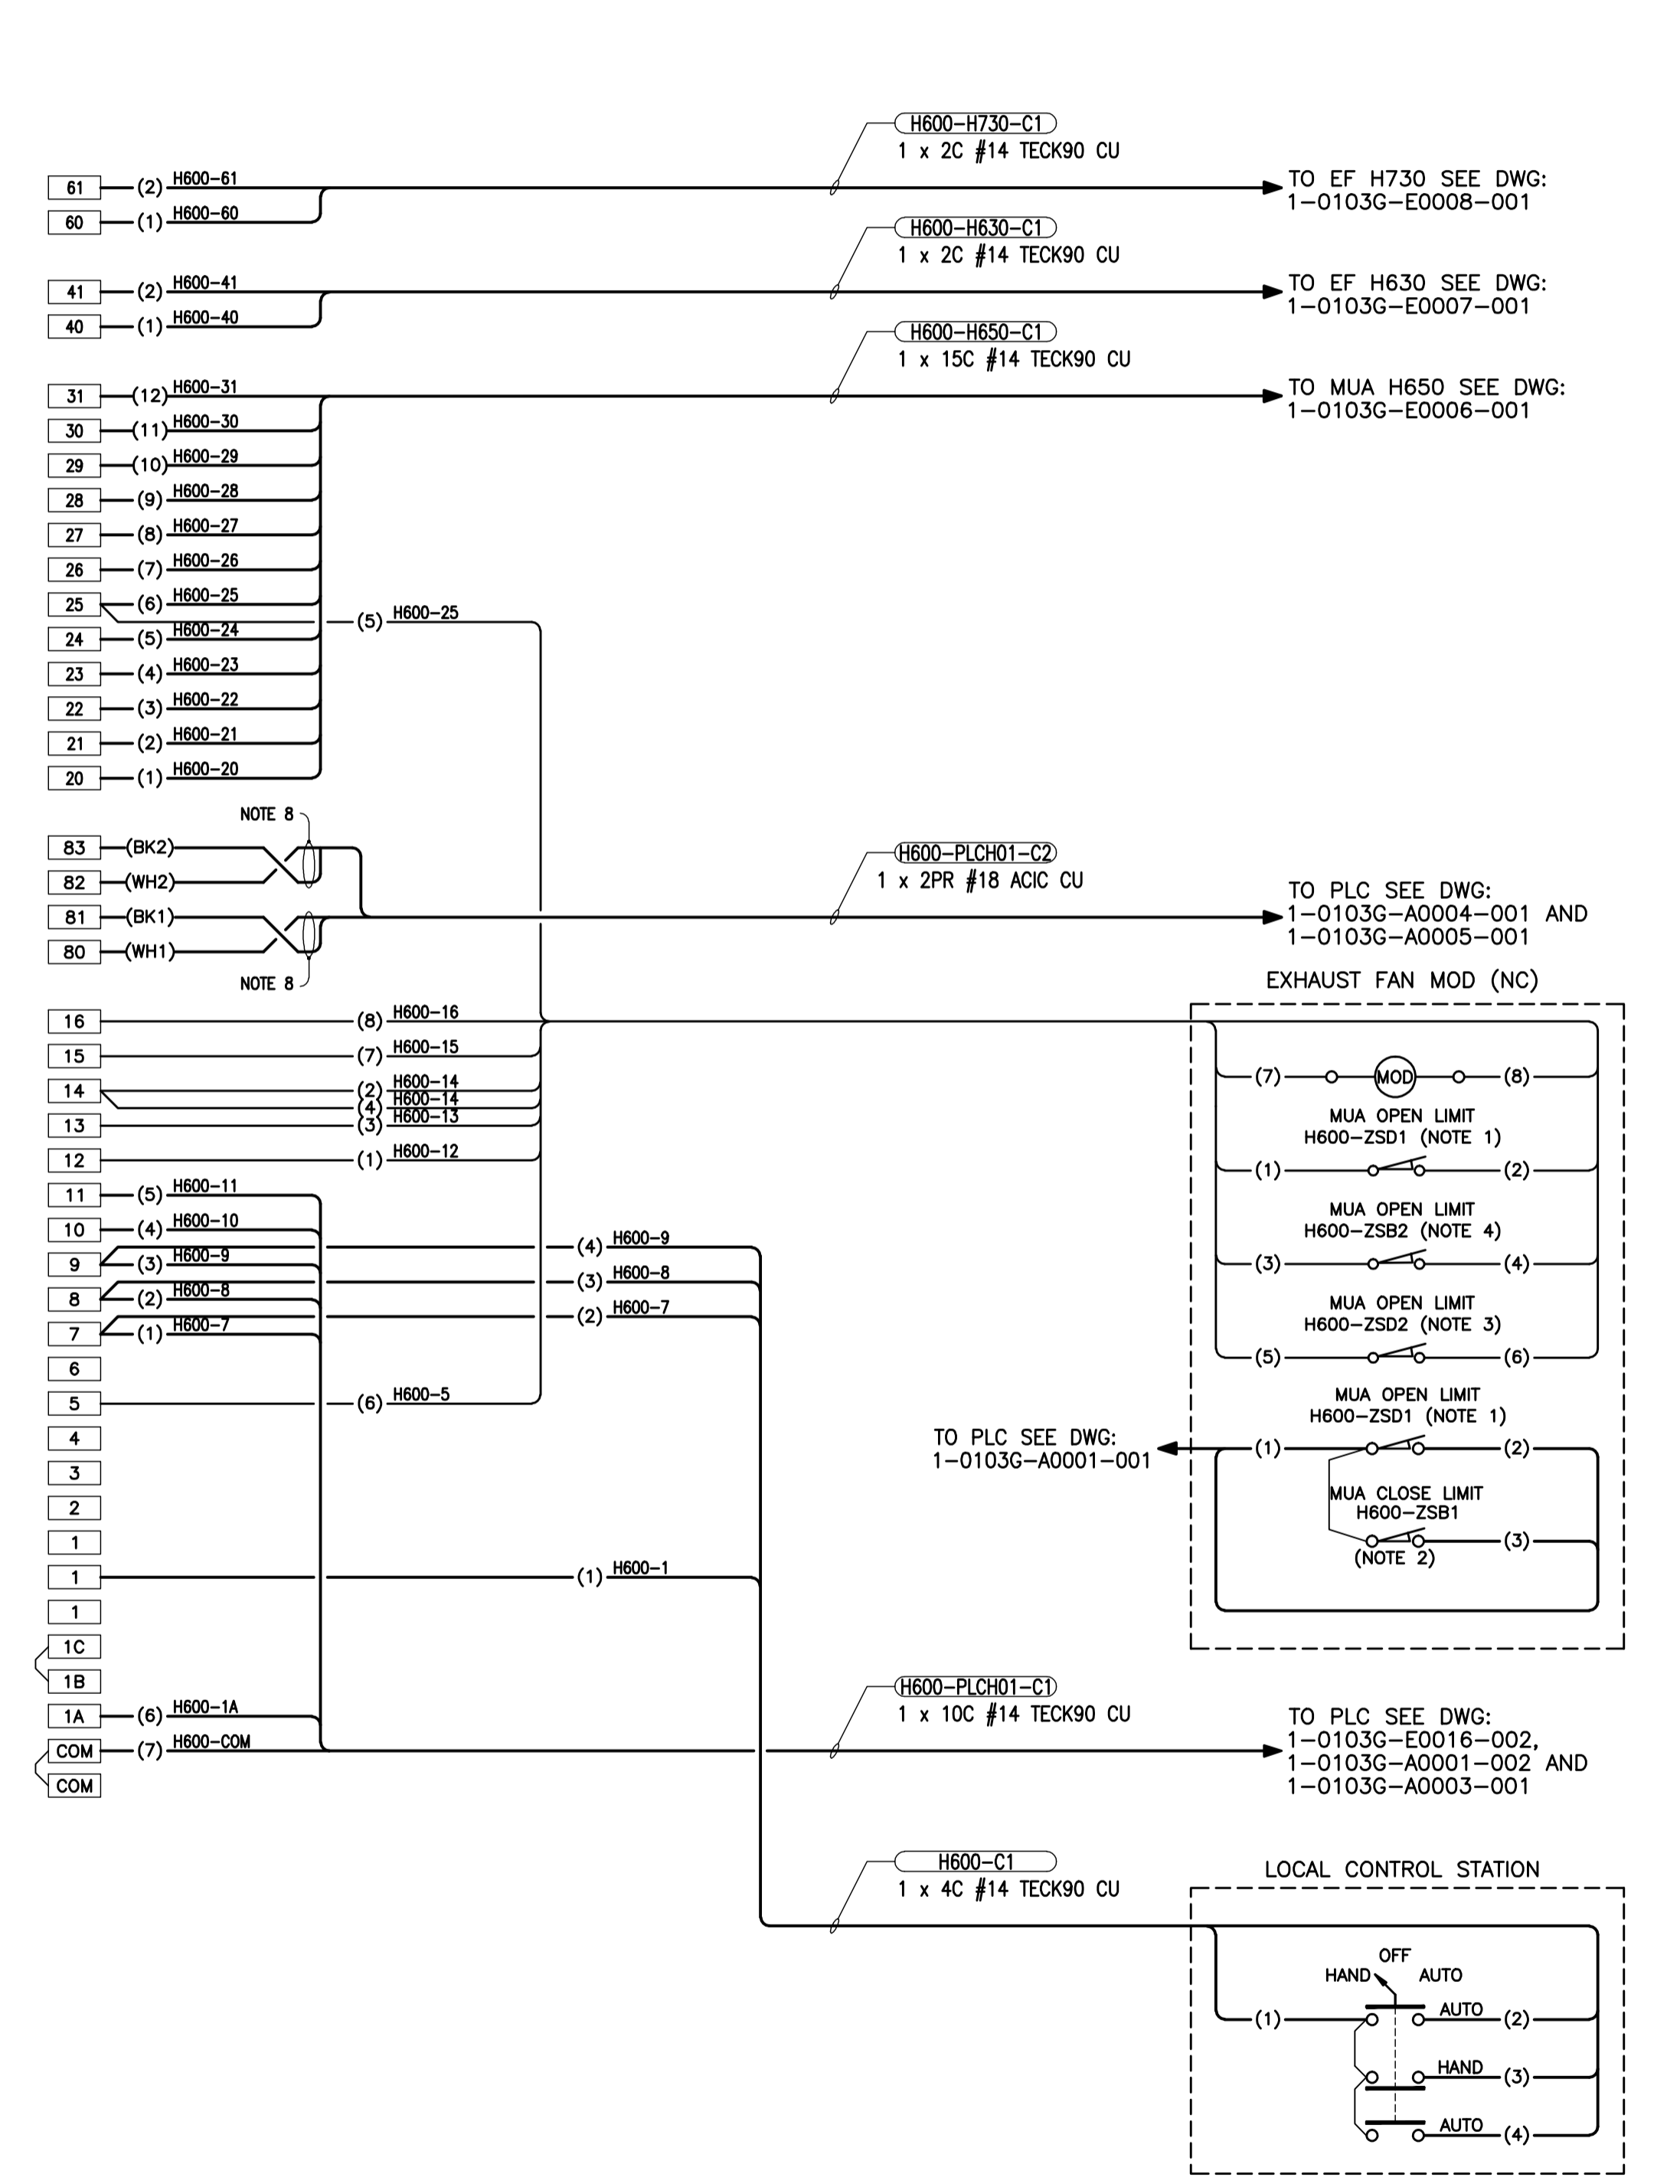 H600-H730-C1
1 x 2C #14 TECK90 CU
61 (2) H600-61
TO EF H730 SEE DWG:
1-0103G-E0008-001
60 (1) H600-60
H600-H630-C1
1 x 2C #14 TECK90 CU
41 (2) H600-41
TO EF H630 SEE DWG:
1-0103G-E0007-001
40 (1) H600-40
H600-H650-C1
1 x 15C #14 TECK90 CU
31 (12) H600-31
TO MUA H650 SEE DWG:
1-0103G-E0006-001
30 (11) H600-30
29 (10) H600-29
28 (9) H600-28
27 (8) H600-27
26 (7) H600-26
25 (6) H600-25
(5) H600-25
24 (5) H600-24
23 (4) H600-23
22 (3) H600-22
21 (2) H600-21
20 (1) H600-20
NOTE 8
83 (BK2)
82 (WH2)
81 (BK1)
80 (WH1)
NOTE 8
H600-PLCH01-C2
1 x 2PR #18 ACIC CU
TO PLC SEE DWG:
1-0103G-A0004-001 AND
1-0103G-A0005-001
16 (8) H600-16
15 (7) H600-15
14 (2) H600-14
(4) H600-14
13 (3) H600-13
12 (1) H600-12
11 (5) H600-11
10 (4) H600-10
(4) H600-9
9 (3) H600-9
(3) H600-8
8 (2) H600-8
(2) H600-7
7 (1) H600-7
6
5 (6) H600-5
4
3
2
1
1 (1) H600-1
1
1C
1B
1A (6) H600-1A
COM (7) H600-COM
COM
EXHAUST FAN MOD (NC)
(7) MOD (8)
MUA OPEN LIMIT
H600-ZSD1 (NOTE 1)
(1) (2)
MUA OPEN LIMIT
H600-ZSB2 (NOTE 4)
(3) (4)
MUA OPEN LIMIT
H600-ZSD2 (NOTE 3)
(5) (6)
MUA OPEN LIMIT
H600-ZSD1 (NOTE 1)
TO PLC SEE DWG:
1-0103G-A0001-001
(1) (2)
MUA CLOSE LIMIT
H600-ZSB1
(3)
(NOTE 2)
H600-PLCH01-C1
1 x 10C #14 TECK90 CU
TO PLC SEE DWG:
1-0103G-E0016-002,
1-0103G-A0001-002 AND
1-0103G-A0003-001
H600-C1
1 x 4C #14 TECK90 CU
LOCAL CONTROL STATION
OFF
HAND AUTO
(1) AUTO (2)
HAND (3)
AUTO (4)